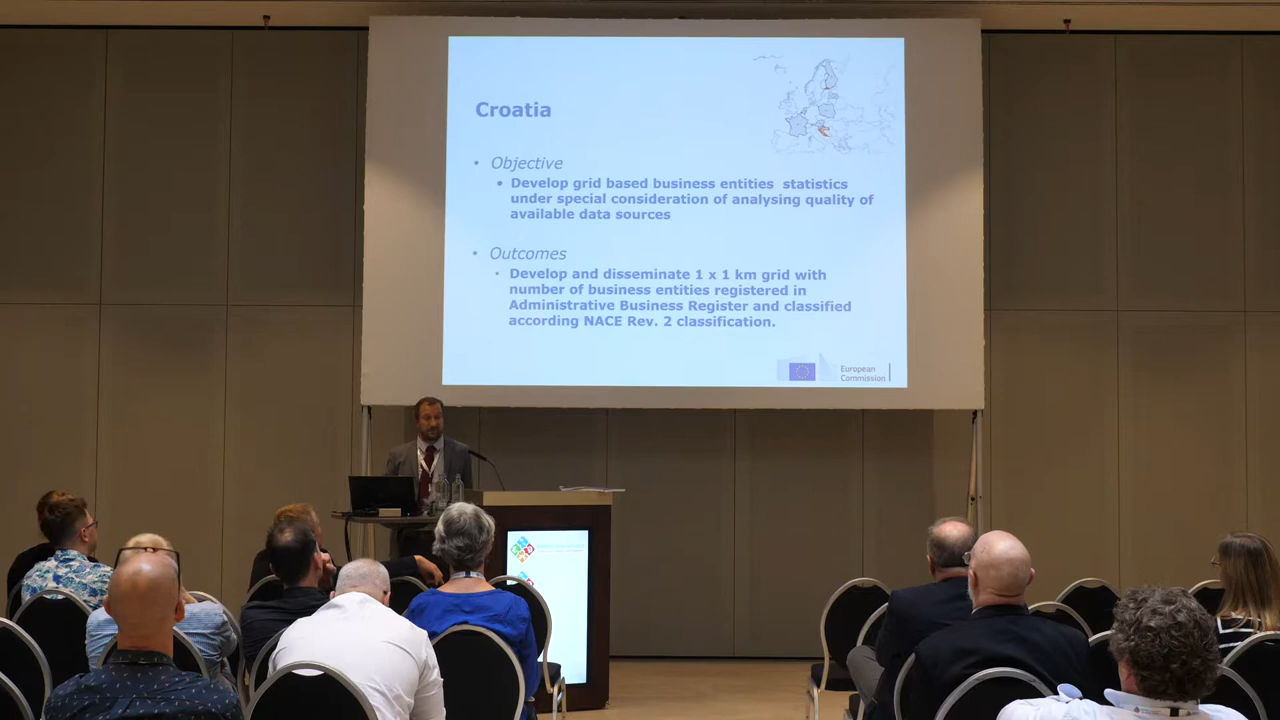 Croatia
• Objective
• Develop grid based business entities statistics
under special consideration of analysing quality of
available data sources
• Outcomes
• Develop and disseminate 1 x 1 km grid with
number of business entities registered in
Administrative Business Register and classified
according NACE Rev. 2 classification.
European
Commission